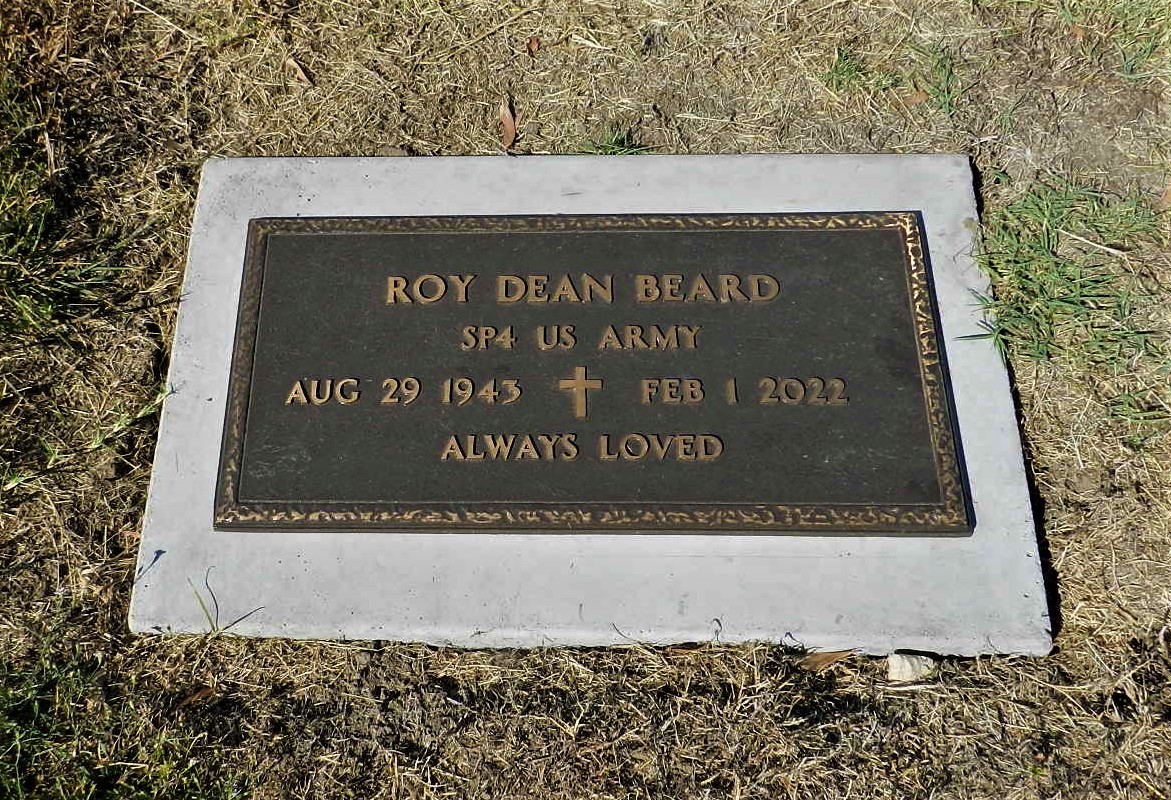 ROY DEAN BEARD
SP4 US ARMY
AUG 29 1943 FEB 1 2022
ALWAYS LOVED